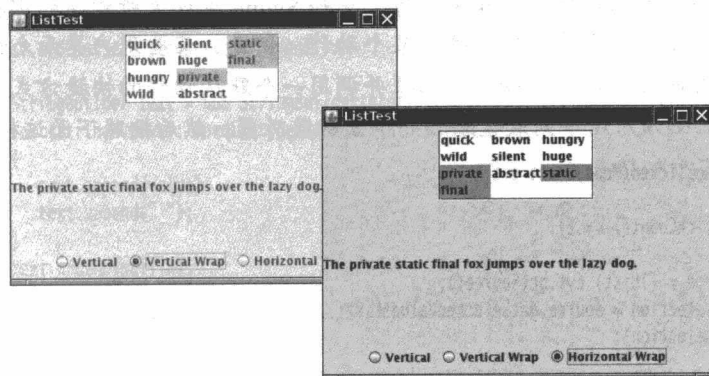 ListTest
quick silent static
brown huge final
hungry private
wild abstract
The private static final fox jumps over the lazy dog.
Vertical Vertical Wrap Horizontal
ListTest
quick brown hungry
wild silent huge
private abstract static
final
The private static final fox jumps over the lazy dog.
Vertical Vertical Wrap Horizontal Wrap